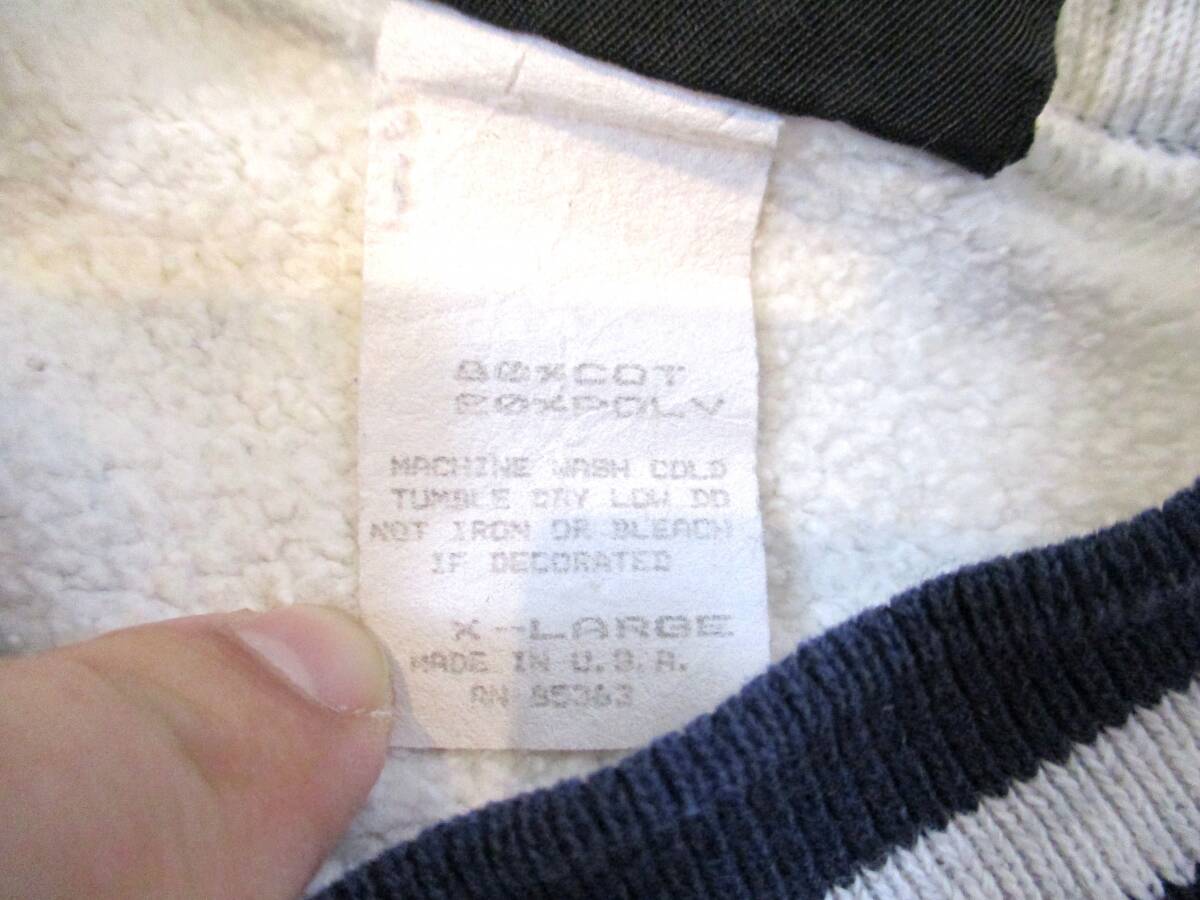 80%COT
20%POLY
MACHINE WASH COLD
TUMBLE DRY LOW DO
NOT IRON OR BLEACH
IF DECORATED
X-LARGE
MADE IN U.S.A.
RN 85363